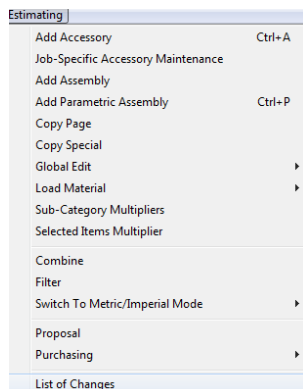 Estimating
Add Accessory Ctrl+A
Job-Specific Accessory Maintenance
Add Assembly
Add Parametric Assembly Ctrl+P
Copy Page
Copy Special
Global Edit
Load Material
Sub-Category Multipliers
Selected Items Multiplier
Combine
Filter
Switch To Metric/Imperial Mode
Proposal
Purchasing
List of Changes